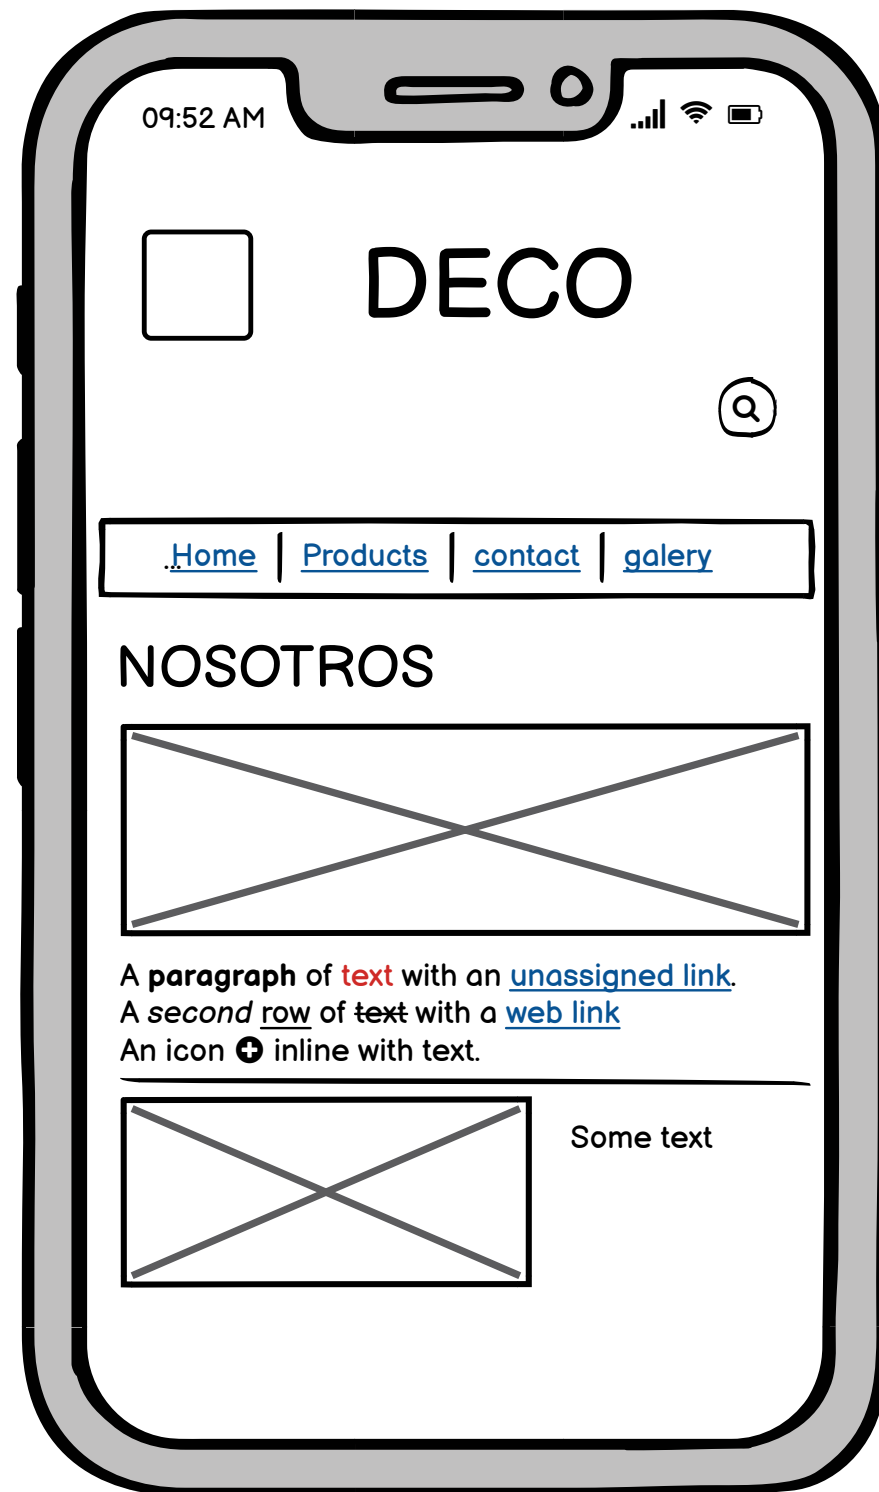 09:52 AM
DECO
...Home Products contact galery
NOSOTROS
A paragraph of text with an unassigned link.
A second row of text with a web link
An icon inline with text.
Some text